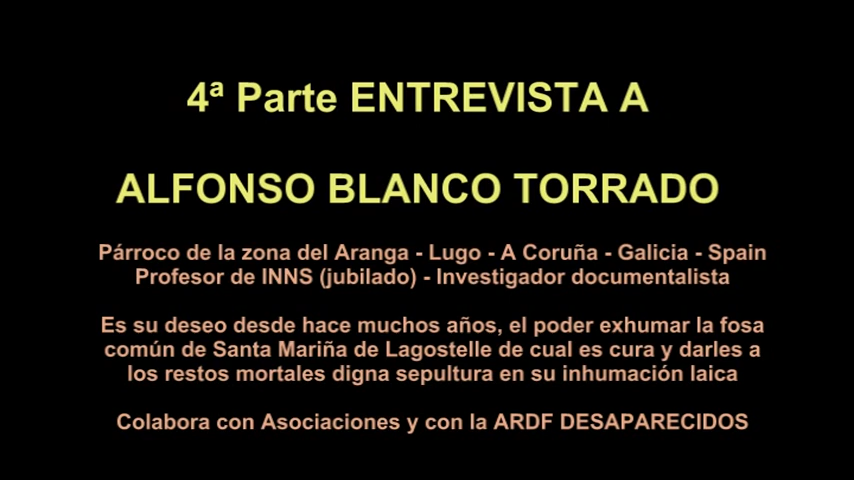 4ª Parte ENTREVISTA A
ALFONSO BLANCO TORRADO
Párroco de la zona del Aranga - Lugo - A Coruña - Galicia - Spain
Profesor de INNS (jubilado) - Investigador documentalista
Es su deseo desde hace muchos años, el poder exhumar la fosa
común de Santa Mariña de Lagostelle de cual es cura y darles a
los restos mortales digna sepultura en su inhumación laica
Colabora con Asociaciones y con la ARDF DESAPARECIDOS